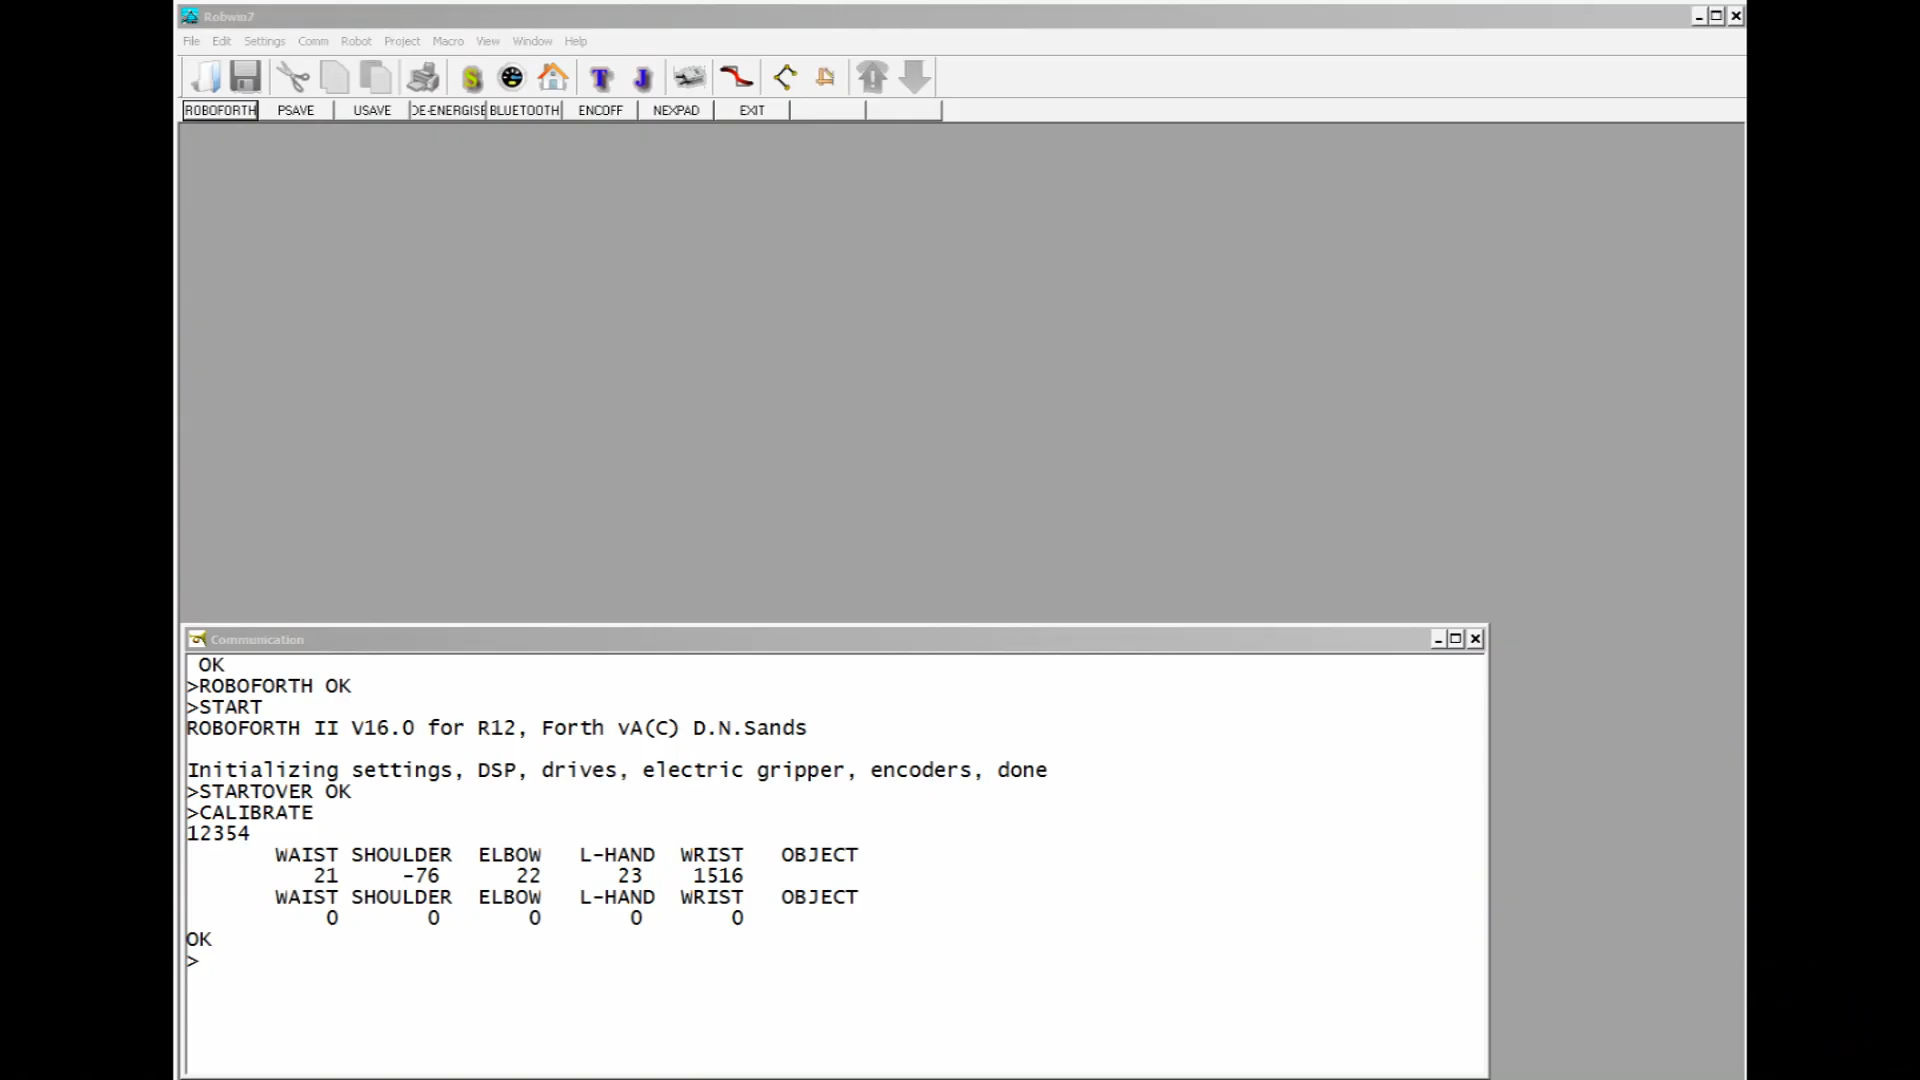 Robwin7
File Edit Settings Comm Robot Project Macro View Window Help
S T J
ROBOFORTH PSAVE USAVE DE-ENERGISE BLUETOOTH ENCOFF NEXPAD EXIT
Communication
OK
>ROBOFORTH OK
>START
ROBOFORTH II V16.0 for R12, Forth vA(C) D.N.Sands
Initializing settings, DSP, drives, electric gripper, encoders, done
>STARTOVER OK
>CALIBRATE
12354
WAIST SHOULDER ELBOW L-HAND WRIST OBJECT
21 -76 22 23 1516
WAIST SHOULDER ELBOW L-HAND WRIST OBJECT
0 0 0 0 0
OK
>